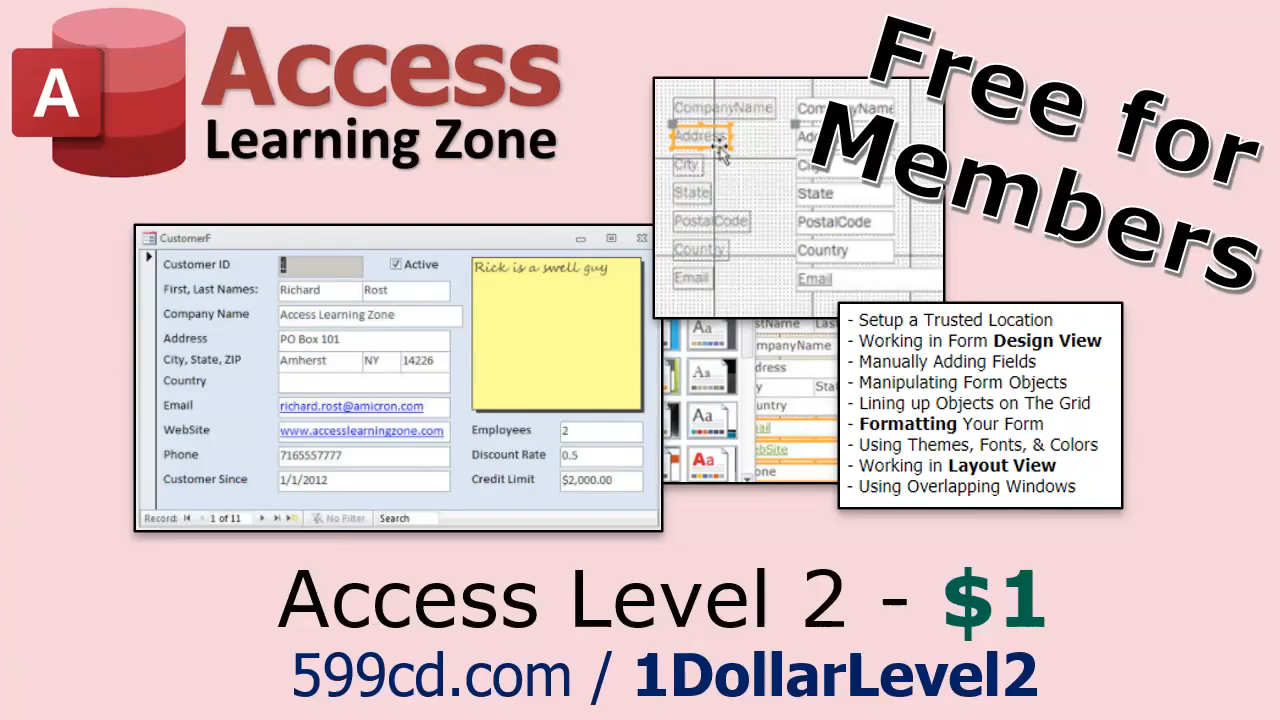 A
Access
Learning Zone
Free for
Members
CompanyName CompanyName
Address
City
State State
PostalCode PostalCode
Country Country
Email Email
CustomerF
Customer ID Active
First, Last Names: Richard Rost
Company Name Access Learning Zone
Address PO Box 101
City, State, ZIP Amherst NY 14226
Country
Email richard.rost@amicron.com
WebSite www.accesslearningzone.com
Phone 7165557777
Customer Since 1/1/2012
Rick is a swell guy
Employees 2
Discount Rate 0.5
Credit Limit $2,000.00
Record: 1 of 11 No Filter Search
Aa
Aa
Aa
Aa
- Setup a Trusted Location
- Working in Form Design View
- Manually Adding Fields
- Manipulating Form Objects
- Lining up Objects on The Grid
- Formatting Your Form
- Using Themes, Fonts, & Colors
- Working in Layout View
- Using Overlapping Windows
Access Level 2 - $1
599cd.com / 1DollarLevel2